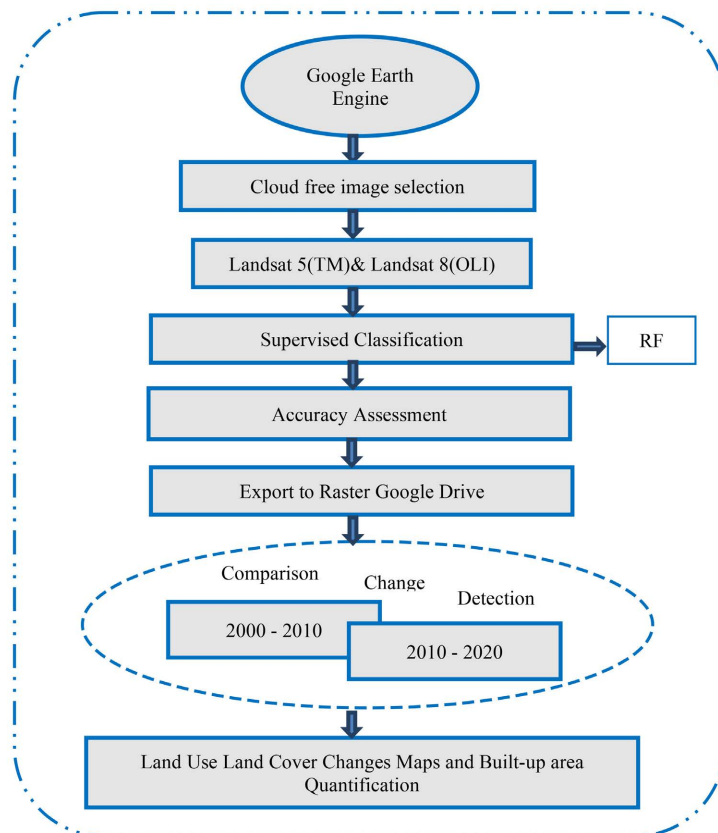 Google Earth
Engine
Cloud free image selection
Landsat 5(TM)& Landsat 8(OLI)
Supervised Classification
RF
Accuracy Assessment
Export to Raster Google Drive
Comparison
Change
Detection
2000 - 2010
2010 - 2020
Land Use Land Cover Changes Maps and Built-up area
Quantification